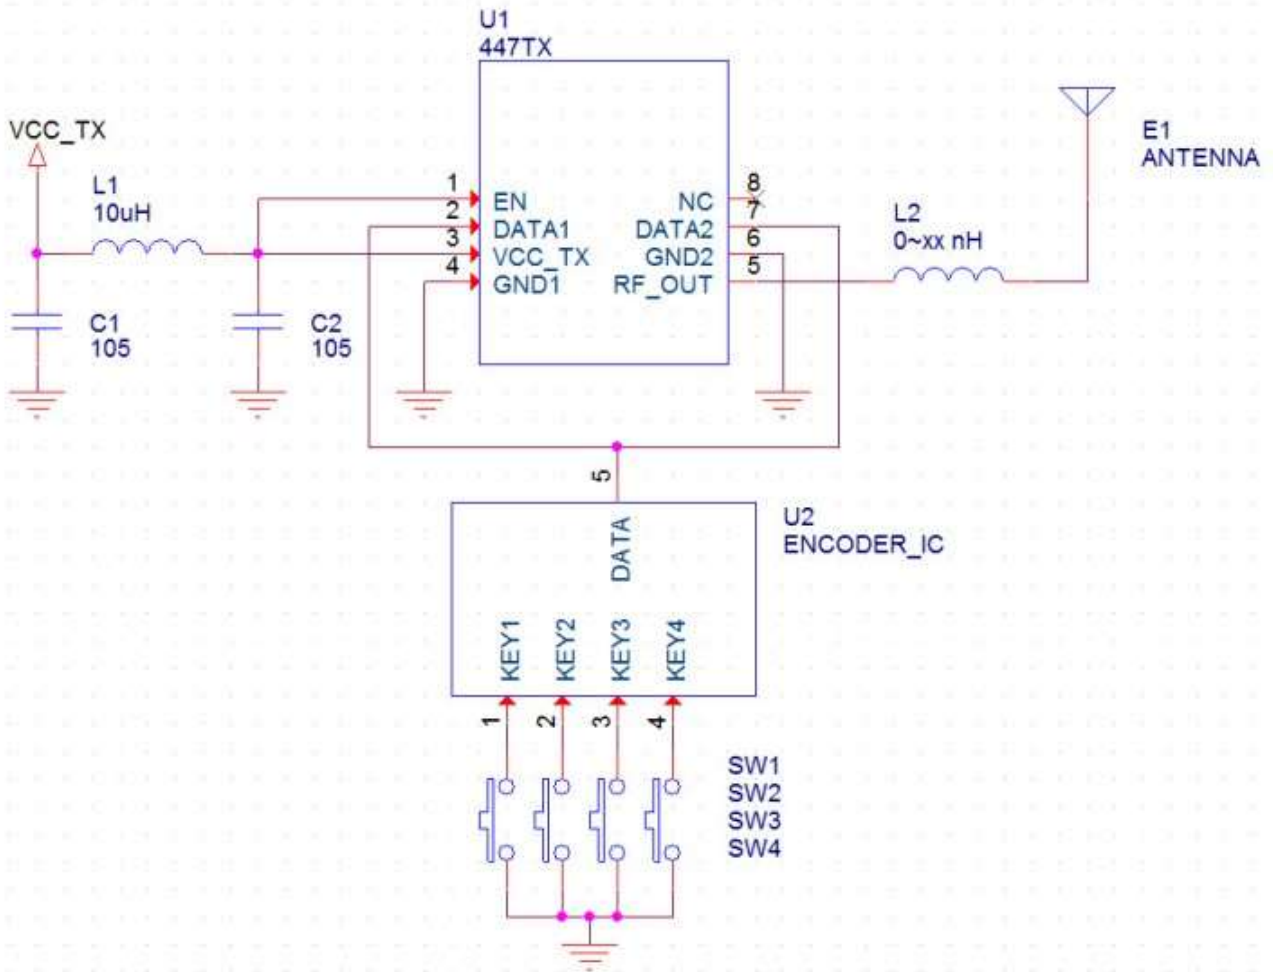 U1
447TX
VCC_TX
L1
10uH
C1
105
C2
105
1
2
3
4
EN
DATA1
VCC_TX
GND1
NC
DATA2
GND2
RF_OUT
8
7
6
5
L2
0~xx nH
E1
ANTENNA
5
DATA
U2
ENCODER_IC
KEY1
KEY2
KEY3
KEY4
1
2
3
4
SW1
SW2
SW3
SW4